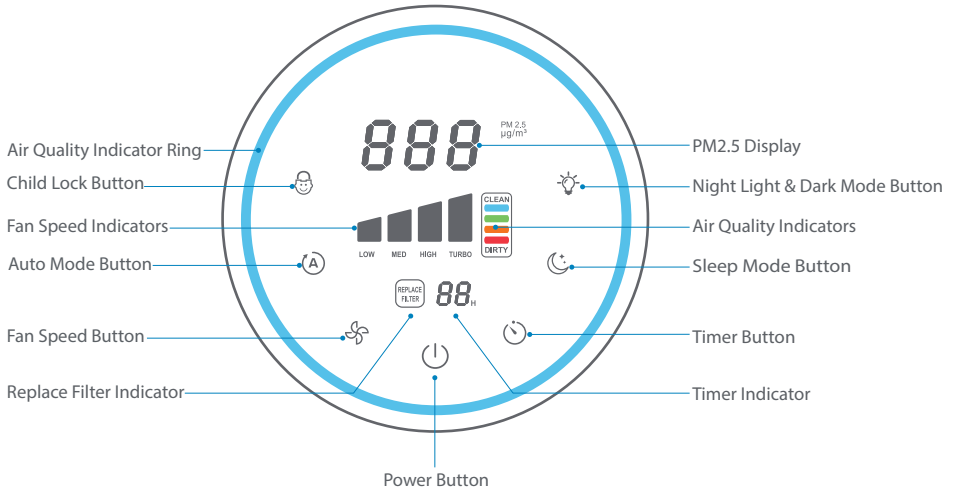 888
PM 2.5
µg/m³
Air Quality Indicator Ring
PM2.5 Display
Child Lock Button
Night Light & Dark Mode Button
CLEAN
Fan Speed Indicators
Air Quality Indicators
DIRTY
LOW MED HIGH TURBO
Auto Mode Button
A
Sleep Mode Button
REPLACE
FILTER
88H
Fan Speed Button
Timer Button
Replace Filter Indicator
Timer Indicator
Power Button